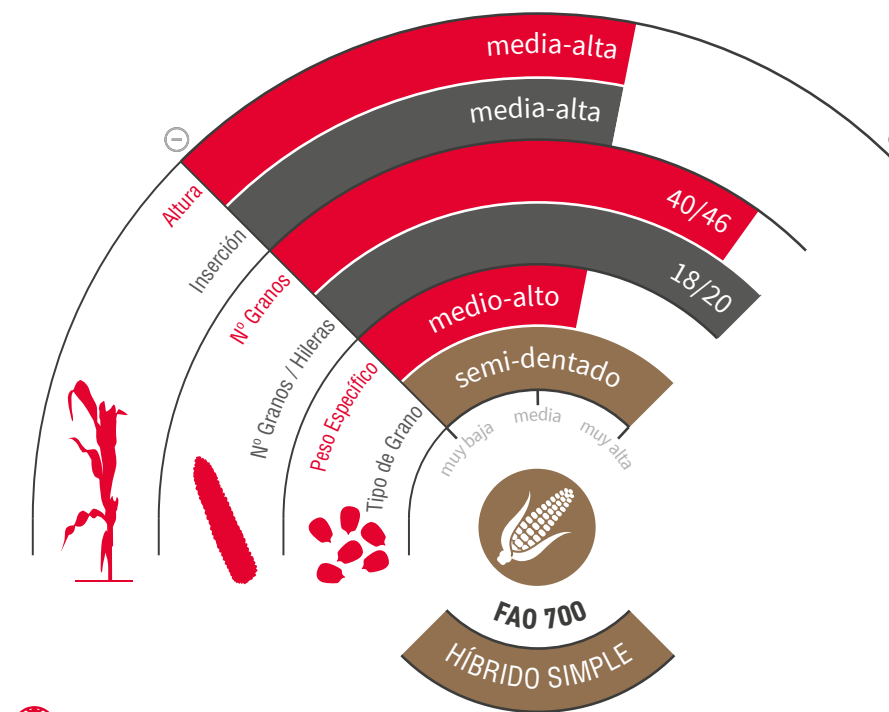 media-alta
media-alta
40/46
18/20
medio-alto
semi-dentado
Altura
Inserción
Nº Granos
Nº Granos / Hileras
Peso Específico
Tipo de Grano
muy baja
media
muy alta
FAO 700
HÍBRIDO SIMPLE